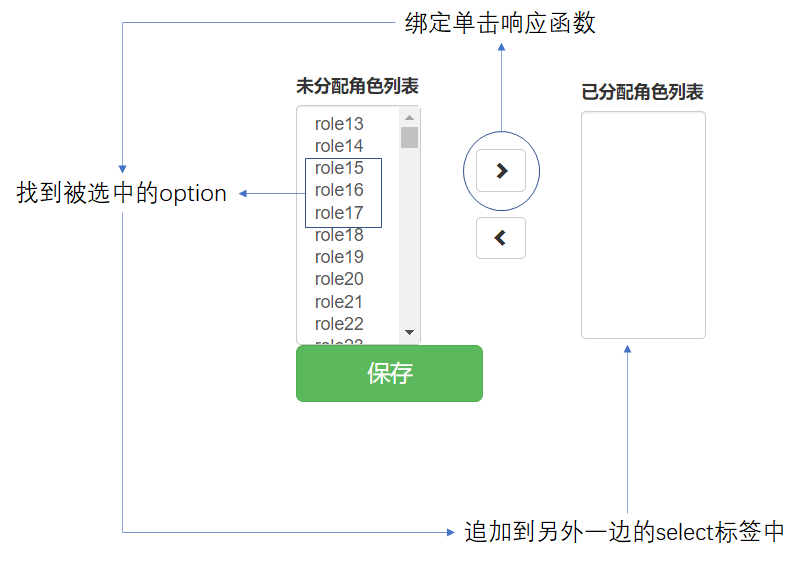 绑定单击响应函数
未分配角色列表
已分配角色列表
role13
role14
role15
role16
role17
role18
role19
role20
role21
role22
role23
找到被选中的option
保存
追加到另外一边的select标签中